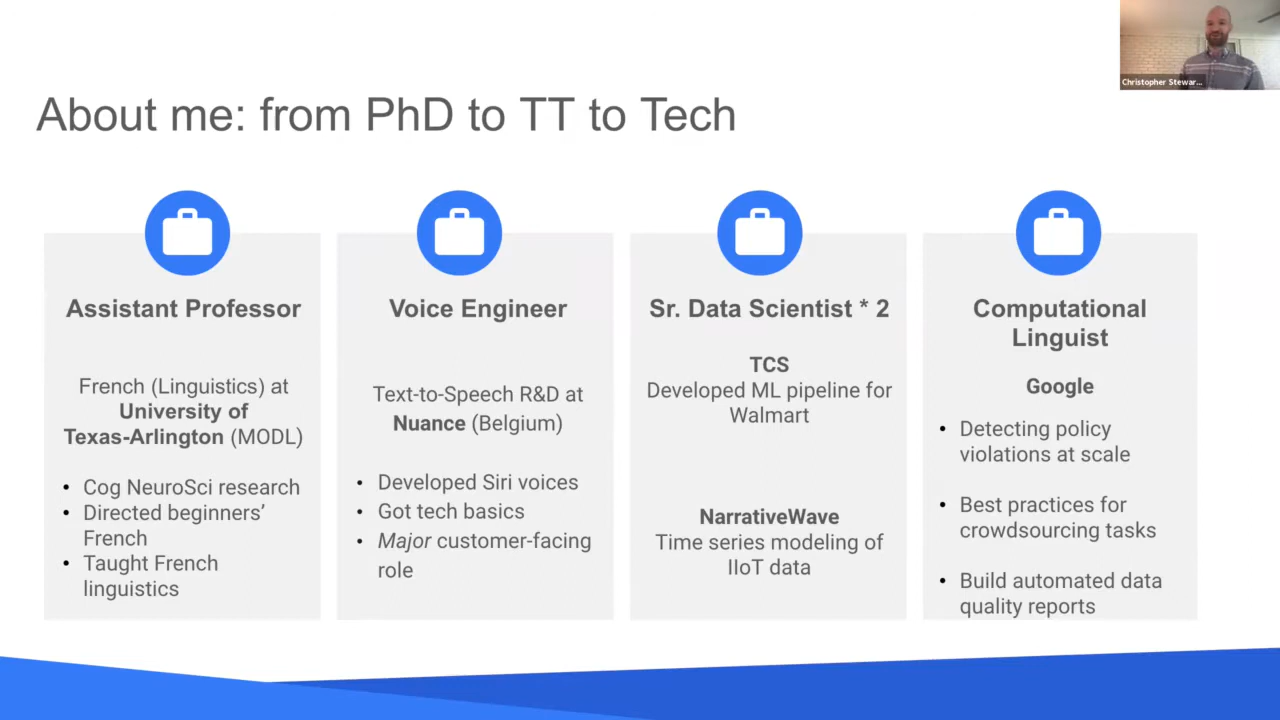 Christopher Stewar...
About me: from PhD to TT to Tech
Assistant Professor
French (Linguistics) at
University of
Texas-Arlington (MODL)
• Cog NeuroSci research
• Directed beginners’
French
• Taught French
linguistics
Voice Engineer
Text-to-Speech R&D at
Nuance (Belgium)
• Developed Siri voices
• Got tech basics
• Major customer-facing
role
Sr. Data Scientist * 2
TCS
Developed ML pipeline for
Walmart
NarrativeWave
Time series modeling of
IIoT data
Computational
Linguist
Google
• Detecting policy
violations at scale
• Best practices for
crowdsourcing tasks
• Build automated data
quality reports